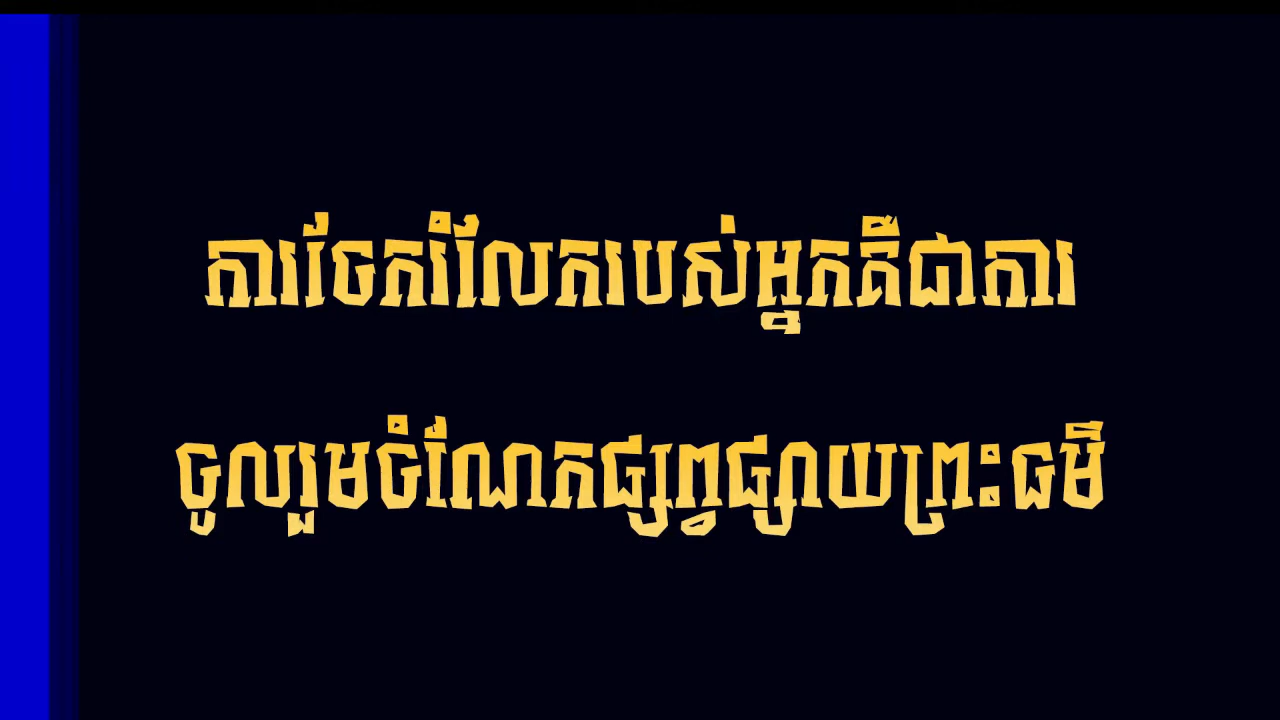 ការចែករំលែករបស់អ្នកគឺជាការ
ចូលរួមចំណែកផ្សព្វផ្សាយព្រះធម៌